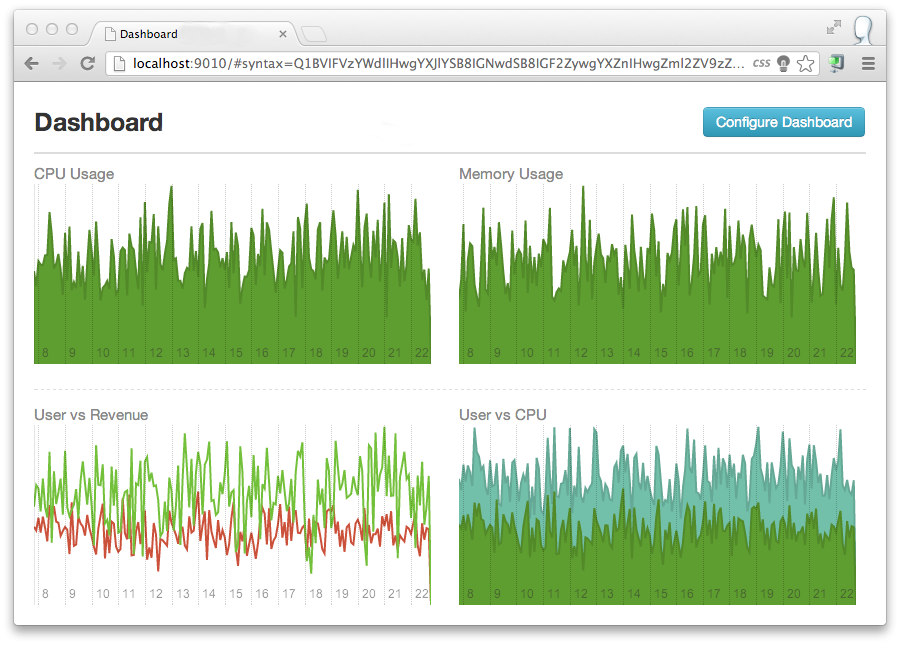 Dashboard
localhost:9010/#syntax=Q1BVIFVzYWdlIHwgYXJlYSB8IGNwdSB8IGF2ZywgYXZnIHwgZml2ZV9zZ... CSS
Dashboard
Configure Dashboard
CPU Usage
Memory Usage
8 9 10 11 12 13 14 15 16 17 18 19 20 21 22
8 9 10 11 12 13 14 15 16 17 18 19 20 21 22
User vs Revenue
User vs CPU
8 9 10 11 12 13 14 15 16 17 18 19 20 21 22
8 9 10 11 12 13 14 15 16 17 18 19 20 21 22